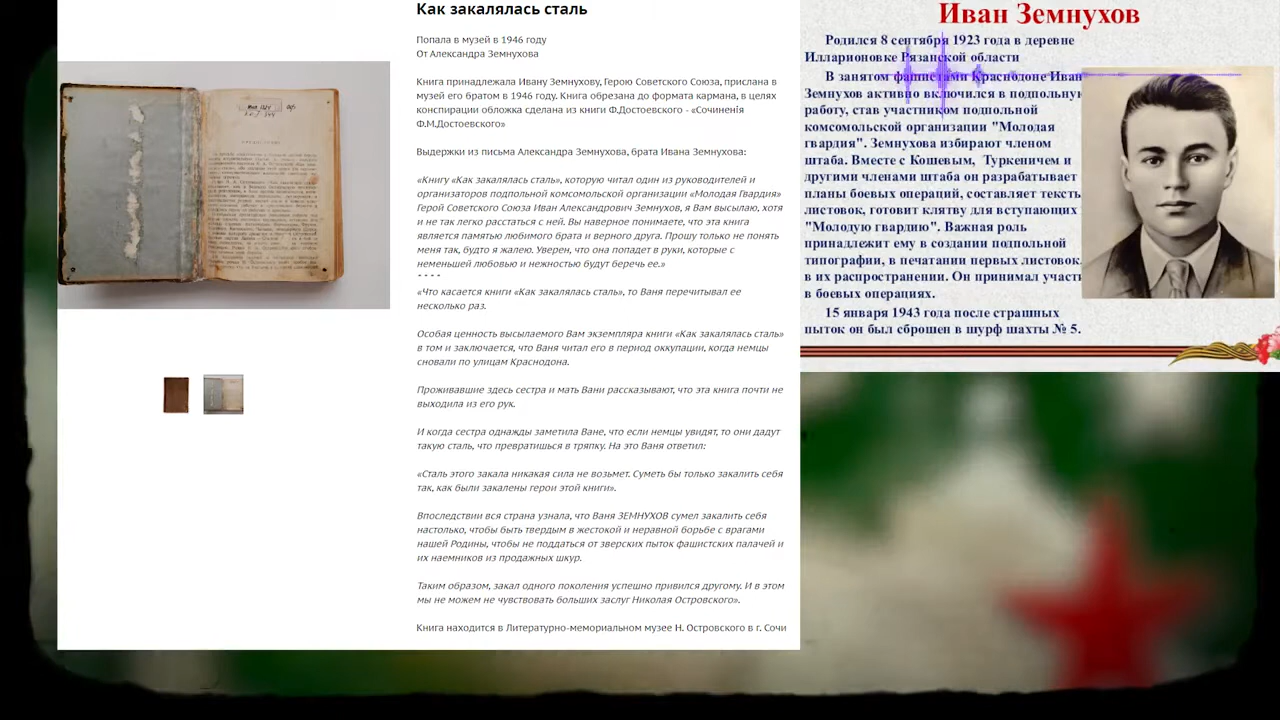 Как закалялась сталь
Попала в музей в 1946 году
От Александра Земнухова
Книга принадлежала Ивану Земнухову, Герою Советского Союза, прислана в
музей его братом в 1946 году. Книга обрезана до формата кармана, в целях
конспирации обложка сделана из книги Ф.Достоевского - «Сочиненія
Ф.М.Достоевского»
Выдержки из письма Александра Земнухова, брата Ивана Земнухова:
«Книгу «Как закалялась сталь», которую читал один из руководителей и
организаторов подпольной комсомольской организации «Молодая Гвардия»
Герой Советского Союза Иван Александрович Земнухов, я Вам высылаю, хотя
и не так легко расстаться с ней. Вы наверное понимаете, что эта книга
является памятью любимого брата и верного друга. Прошу только не понять
меня так, будто я жалею. Уверен, что она попадет в руки, которые с
неменьшей любовью и нежностью будут беречь ее.»
- - - -
«Что касается книги «Как закалялась сталь», то Ваня перечитывал ее
несколько раз.
Особая ценность высылаемого Вам экземпляра книги «Как закалялась сталь»
в том и заключается, что Ваня читал его в период оккупации, когда немцы
сновали по улицам Краснодона.
Проживавшие здесь сестра и мать Вани рассказывают, что эта книга почти не
выходила из его рук.
И когда сестра однажды заметила Ване, что если немцы увидят, то они дадут
такую сталь, что превратишься в тряпку. На это Ваня ответил:
«Сталь этого закала никакая сила не возьмет. Суметь бы только закалить себя
так, как были закалены герои этой книги».
Впоследствии вся страна узнала, что Ваня ЗЕМНУХОВ сумел закалить себя
настолько, чтобы быть твердым в жестокой и неравной борьбе с врагами
нашей Родины, чтобы не поддаться от зверских пыток фашистских палачей и
их наемников из продажных шкур.
Таким образом, закал одного поколения успешно привился другому. И в этом
мы не можем не чувствовать больших заслуг Николая Островского».
Книга находится в Литературно-мемориальном музее Н. Островского в г. Сочи
Иван Земнухов
Родился 8 сентября 1923 года в деревне
Илларионовке Рязанской области
В занятом фашистами Краснодоне Иван
Земнухов активно включился в подпольную
работу, став участником подпольной
комсомольской организации "Молодая
гвардия". Земнухова избирают членом
штаба. Вместе с Кошевым, Туркеничем и
другими членами штаба он разрабатывает
планы боевых операций, составляет тексты
листовок, готовит клятву для вступающих
"Молодую гвардию". Важная роль
принадлежит ему в создании подпольной
типографии, в печатании первых листовок,
в их распространении. Он принимал участи
в боевых операциях.
15 января 1943 года после страшных
пыток он был сброшен в шурф шахты № 5.